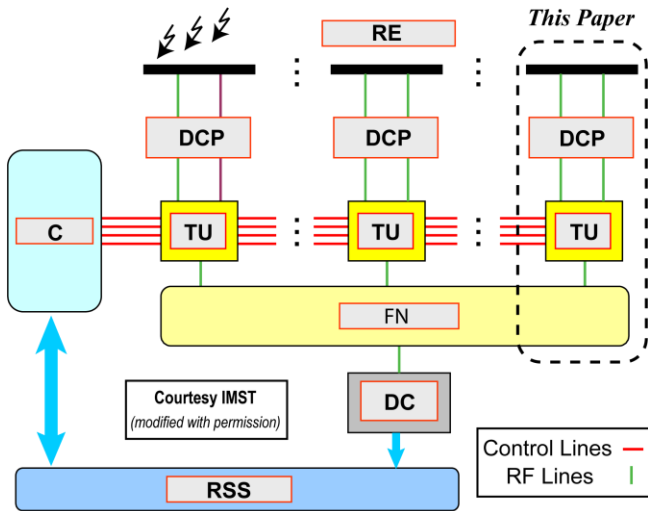 This Paper
RE
DCP
DCP
DCP
C
TU
TU
TU
FN
Courtesy IMST
(modified with permission)
DC
Control Lines
RF Lines
RSS